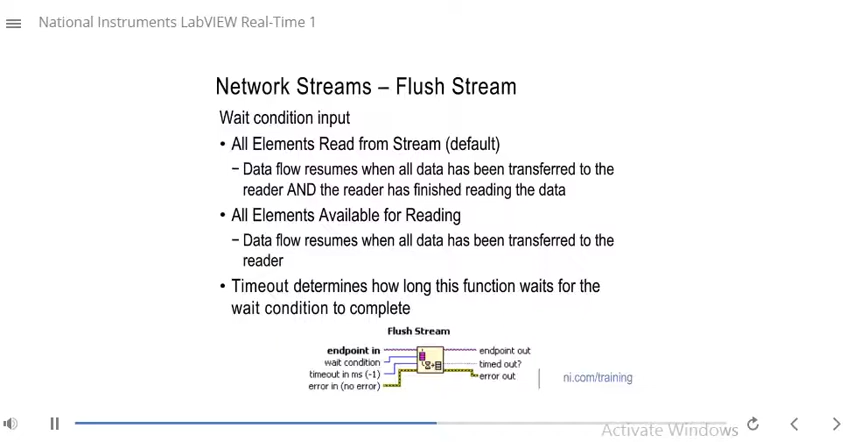 National Instruments LabVIEW Real-Time 1
Network Streams – Flush Stream
Wait condition input
• All Elements Read from Stream (default)
– Data flow resumes when all data has been transferred to the
reader AND the reader has finished reading the data
• All Elements Available for Reading
– Data flow resumes when all data has been transferred to the
reader
• Timeout determines how long this function waits for the
wait condition to complete
Flush Stream
endpoint in
wait condition
timeout in ms (-1)
error in (no error)
endpoint out
timed out?
error out
ni.com/training
Activate Windows